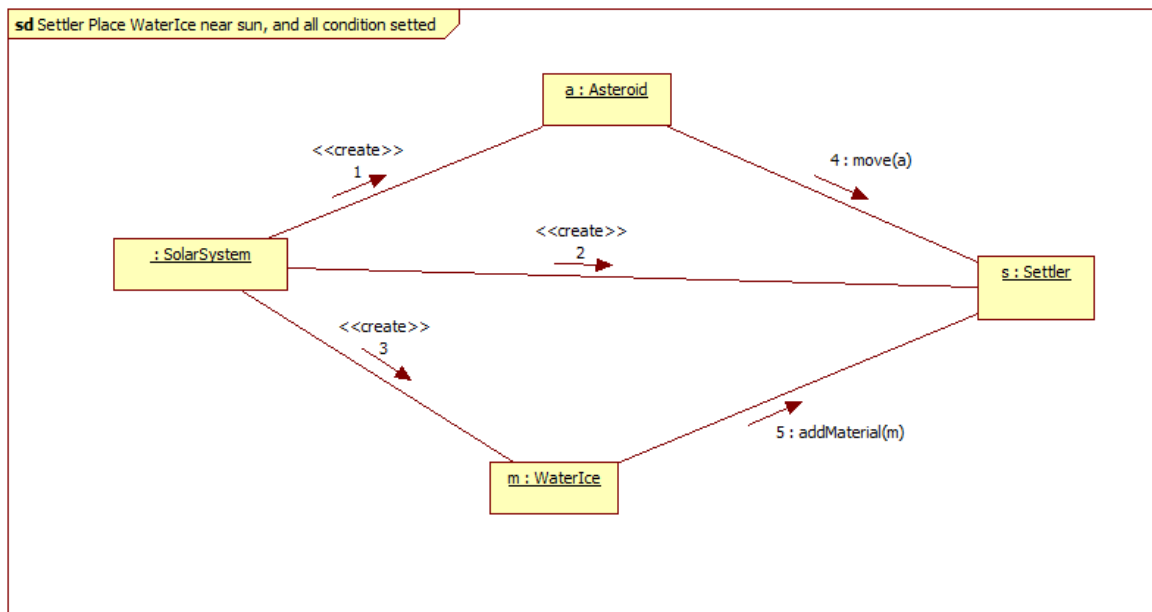 sd Settler Place WaterIce near sun, and all condition setted
a : Asteroid
<<create>>
1
4 : move(a)
<<create>>
2
: SolarSystem
s : Settler
<<create>>
3
5 : addMaterial(m)
m : WaterIce